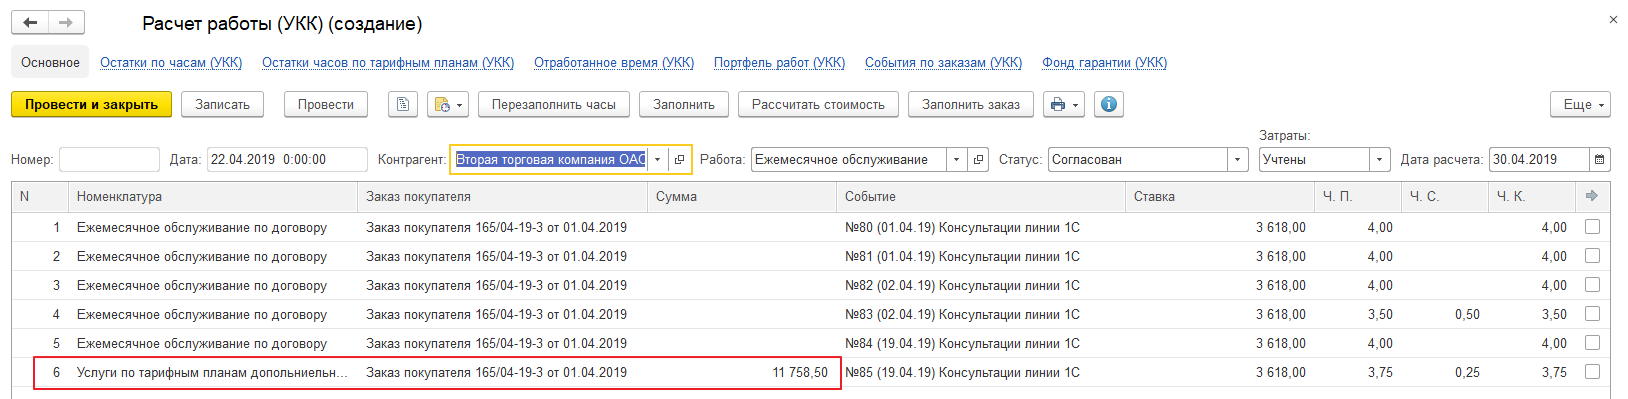 Расчет работы (УКК) (создание)
Основное Остатки по часам (УКК) Остатки часов по тарифным планам (УКК) Отработанное время (УКК) Портфель работ (УКК) События по заказам (УКК) Фонд гарантии (УКК)
Провести и закрыть Записать Провести Перезаполнить часы Заполнить Рассчитать стоимость Заполнить заказ Еще
Затраты:
Номер: Дата: 22.04.2019 0:00:00 Контрагент: Вторая торговая компания ОАО Работа: Ежемесячное обслуживание Статус: Согласован Учтены Дата расчета: 30.04.2019
N Номенклатура Заказ покупателя Сумма Событие Ставка Ч. П. Ч. С. Ч. К.
1 Ежемесячное обслуживание по договору Заказ покупателя 165/04-19-3 от 01.04.2019 №80 (01.04.19) Консультации линии 1С 3 618,00 4,00 4,00
2 Ежемесячное обслуживание по договору Заказ покупателя 165/04-19-3 от 01.04.2019 №81 (01.04.19) Консультации линии 1С 3 618,00 4,00 4,00
3 Ежемесячное обслуживание по договору Заказ покупателя 165/04-19-3 от 01.04.2019 №82 (02.04.19) Консультации линии 1С 3 618,00 4,00 4,00
4 Ежемесячное обслуживание по договору Заказ покупателя 165/04-19-3 от 01.04.2019 №83 (02.04.19) Консультации линии 1С 3 618,00 3,50 0,50 3,50
5 Ежемесячное обслуживание по договору Заказ покупателя 165/04-19-3 от 01.04.2019 №84 (19.04.19) Консультации линии 1С 3 618,00 4,00 4,00
6 Услуги по тарифным планам допольниельн... Заказ покупателя 165/04-19-3 от 01.04.2019 11 758,50 №85 (19.04.19) Консультации линии 1С 3 618,00 3,75 0,25 3,75